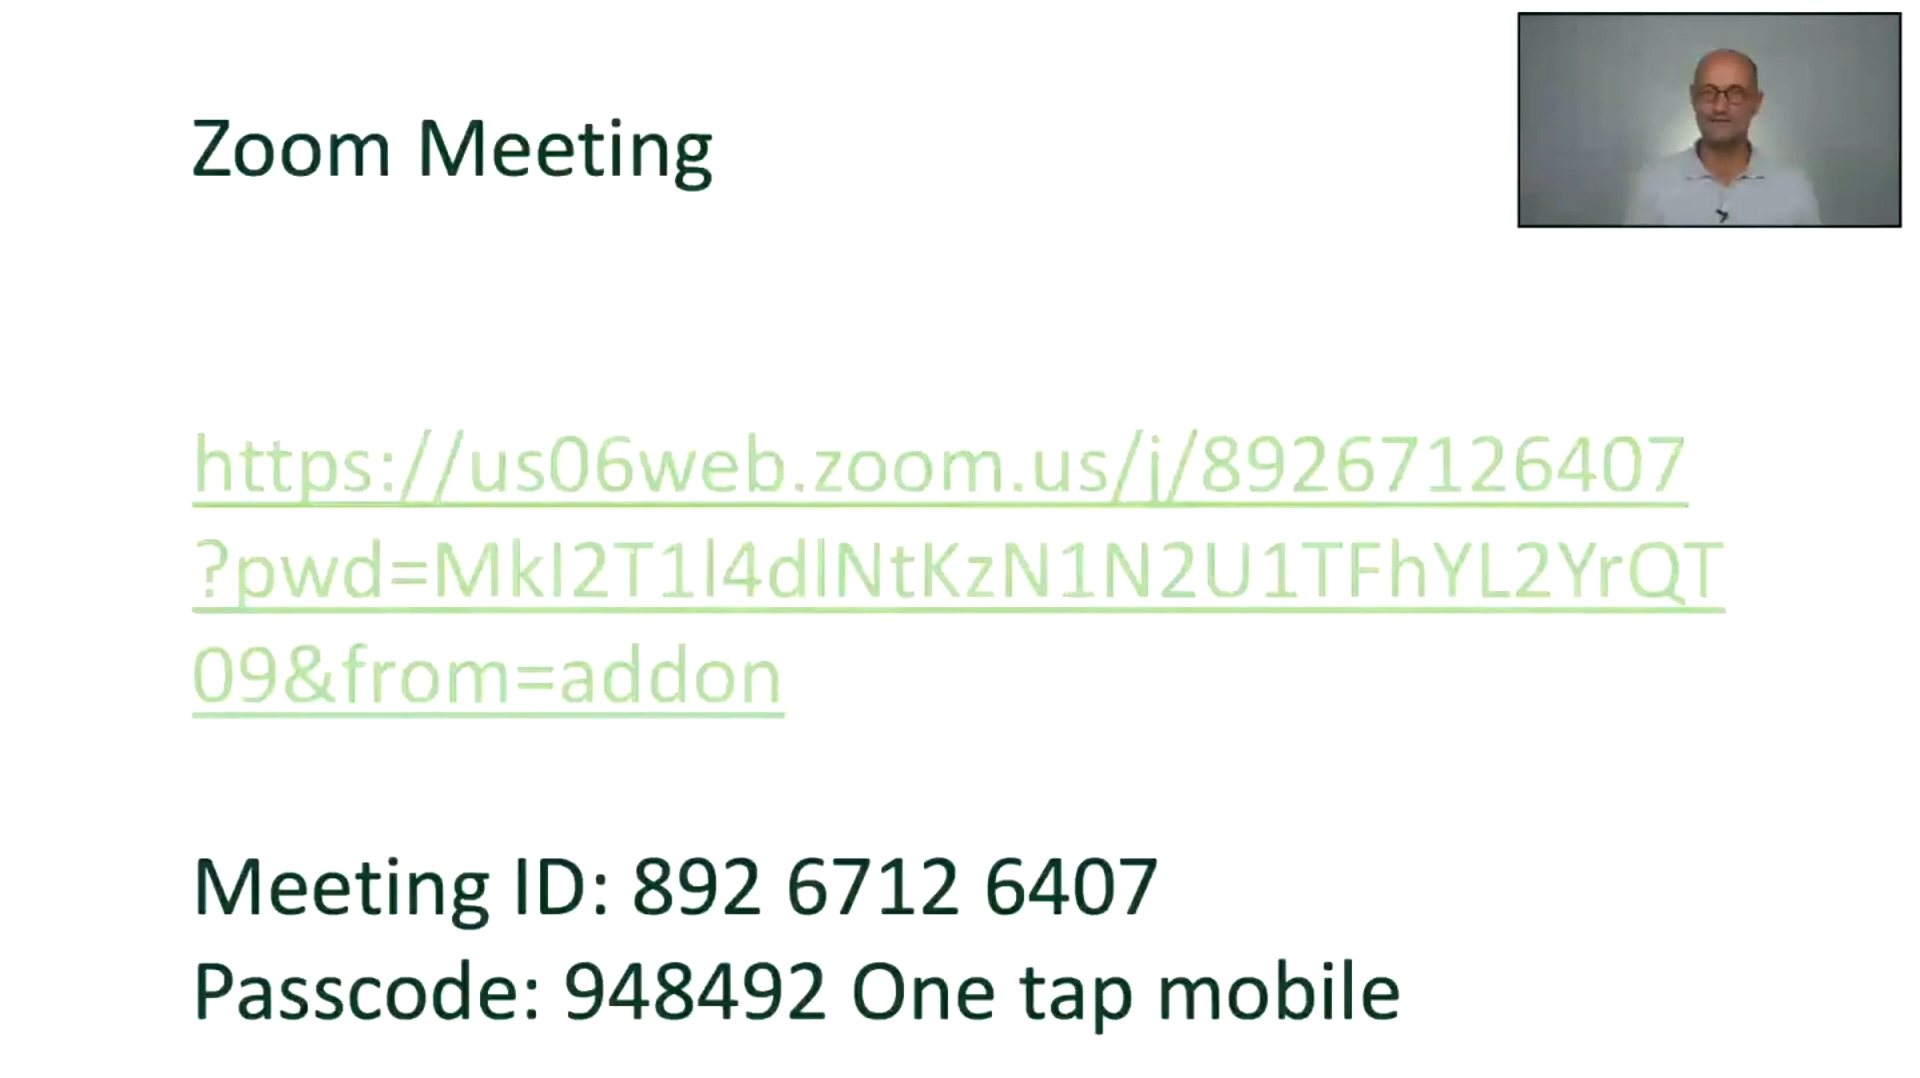 Zoom Meeting
https://us06web.zoom.us/j/89267126407
?pwd=MkI2T1l4dlNtKzN1N2U1TFhYL2YrQT
09&from=addon
Meeting ID: 892 6712 6407
Passcode: 948492 One tap mobile